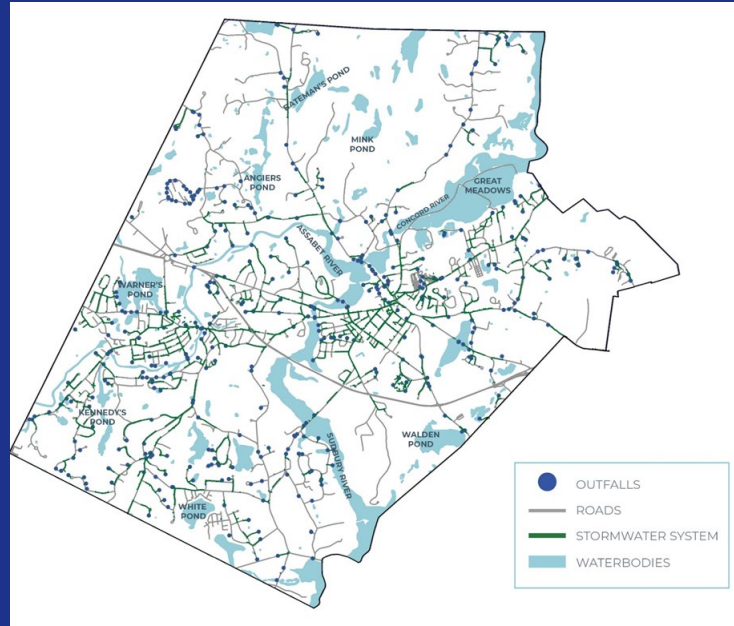 BATEMAN'S POND
MINK
POND
ANGIERS
POND
GREAT
MEADOWS
CONCORD RIVER
ASSABET RIVER
WARNER'S
POND
KENNEDY'S
POND
WALDEN
POND
SUDBURY RIVER
WHITE
POND
OUTFALLS
ROADS
STORMWATER SYSTEM
WATERBODIES